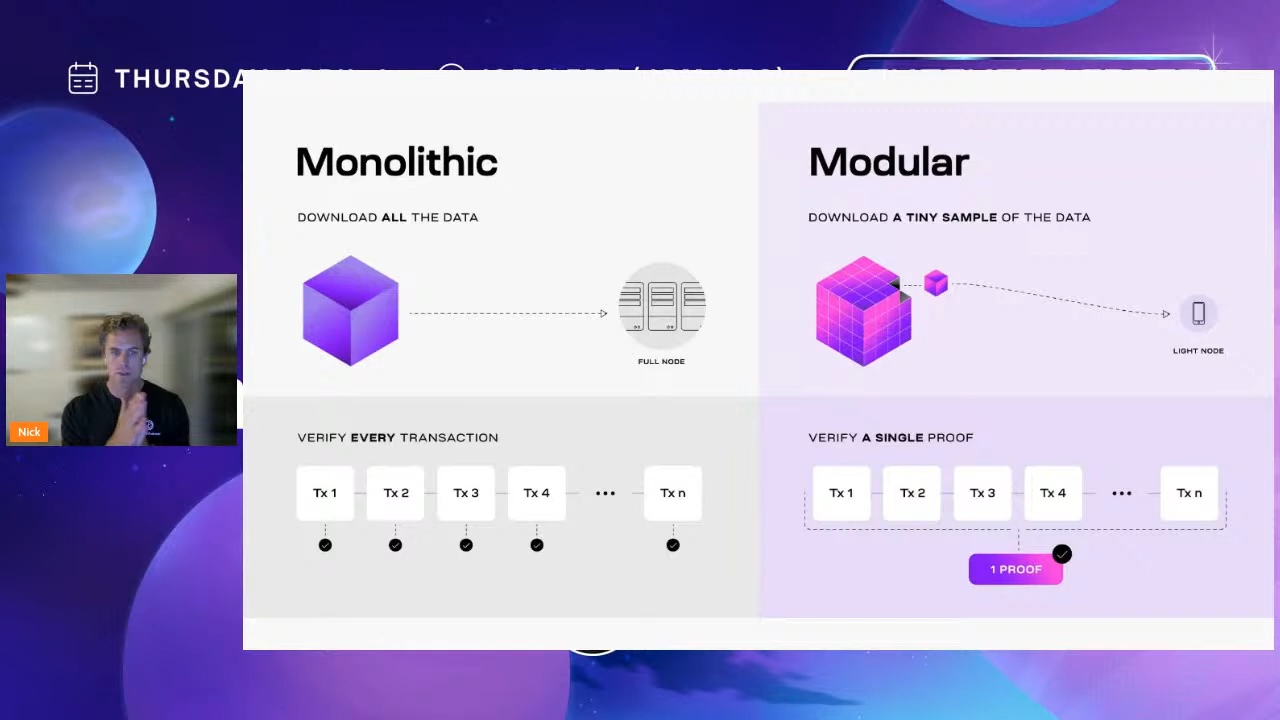 THURSDAY
Monolithic
DOWNLOAD ALL THE DATA
FULL NODE
VERIFY EVERY TRANSACTION
Tx 1 Tx 2 Tx 3 Tx 4 ••• Tx n
Modular
DOWNLOAD A TINY SAMPLE OF THE DATA
LIGHT NODE
VERIFY A SINGLE PROOF
Tx 1 Tx 2 Tx 3 Tx 4 ••• Tx n
1 PROOF
Nick